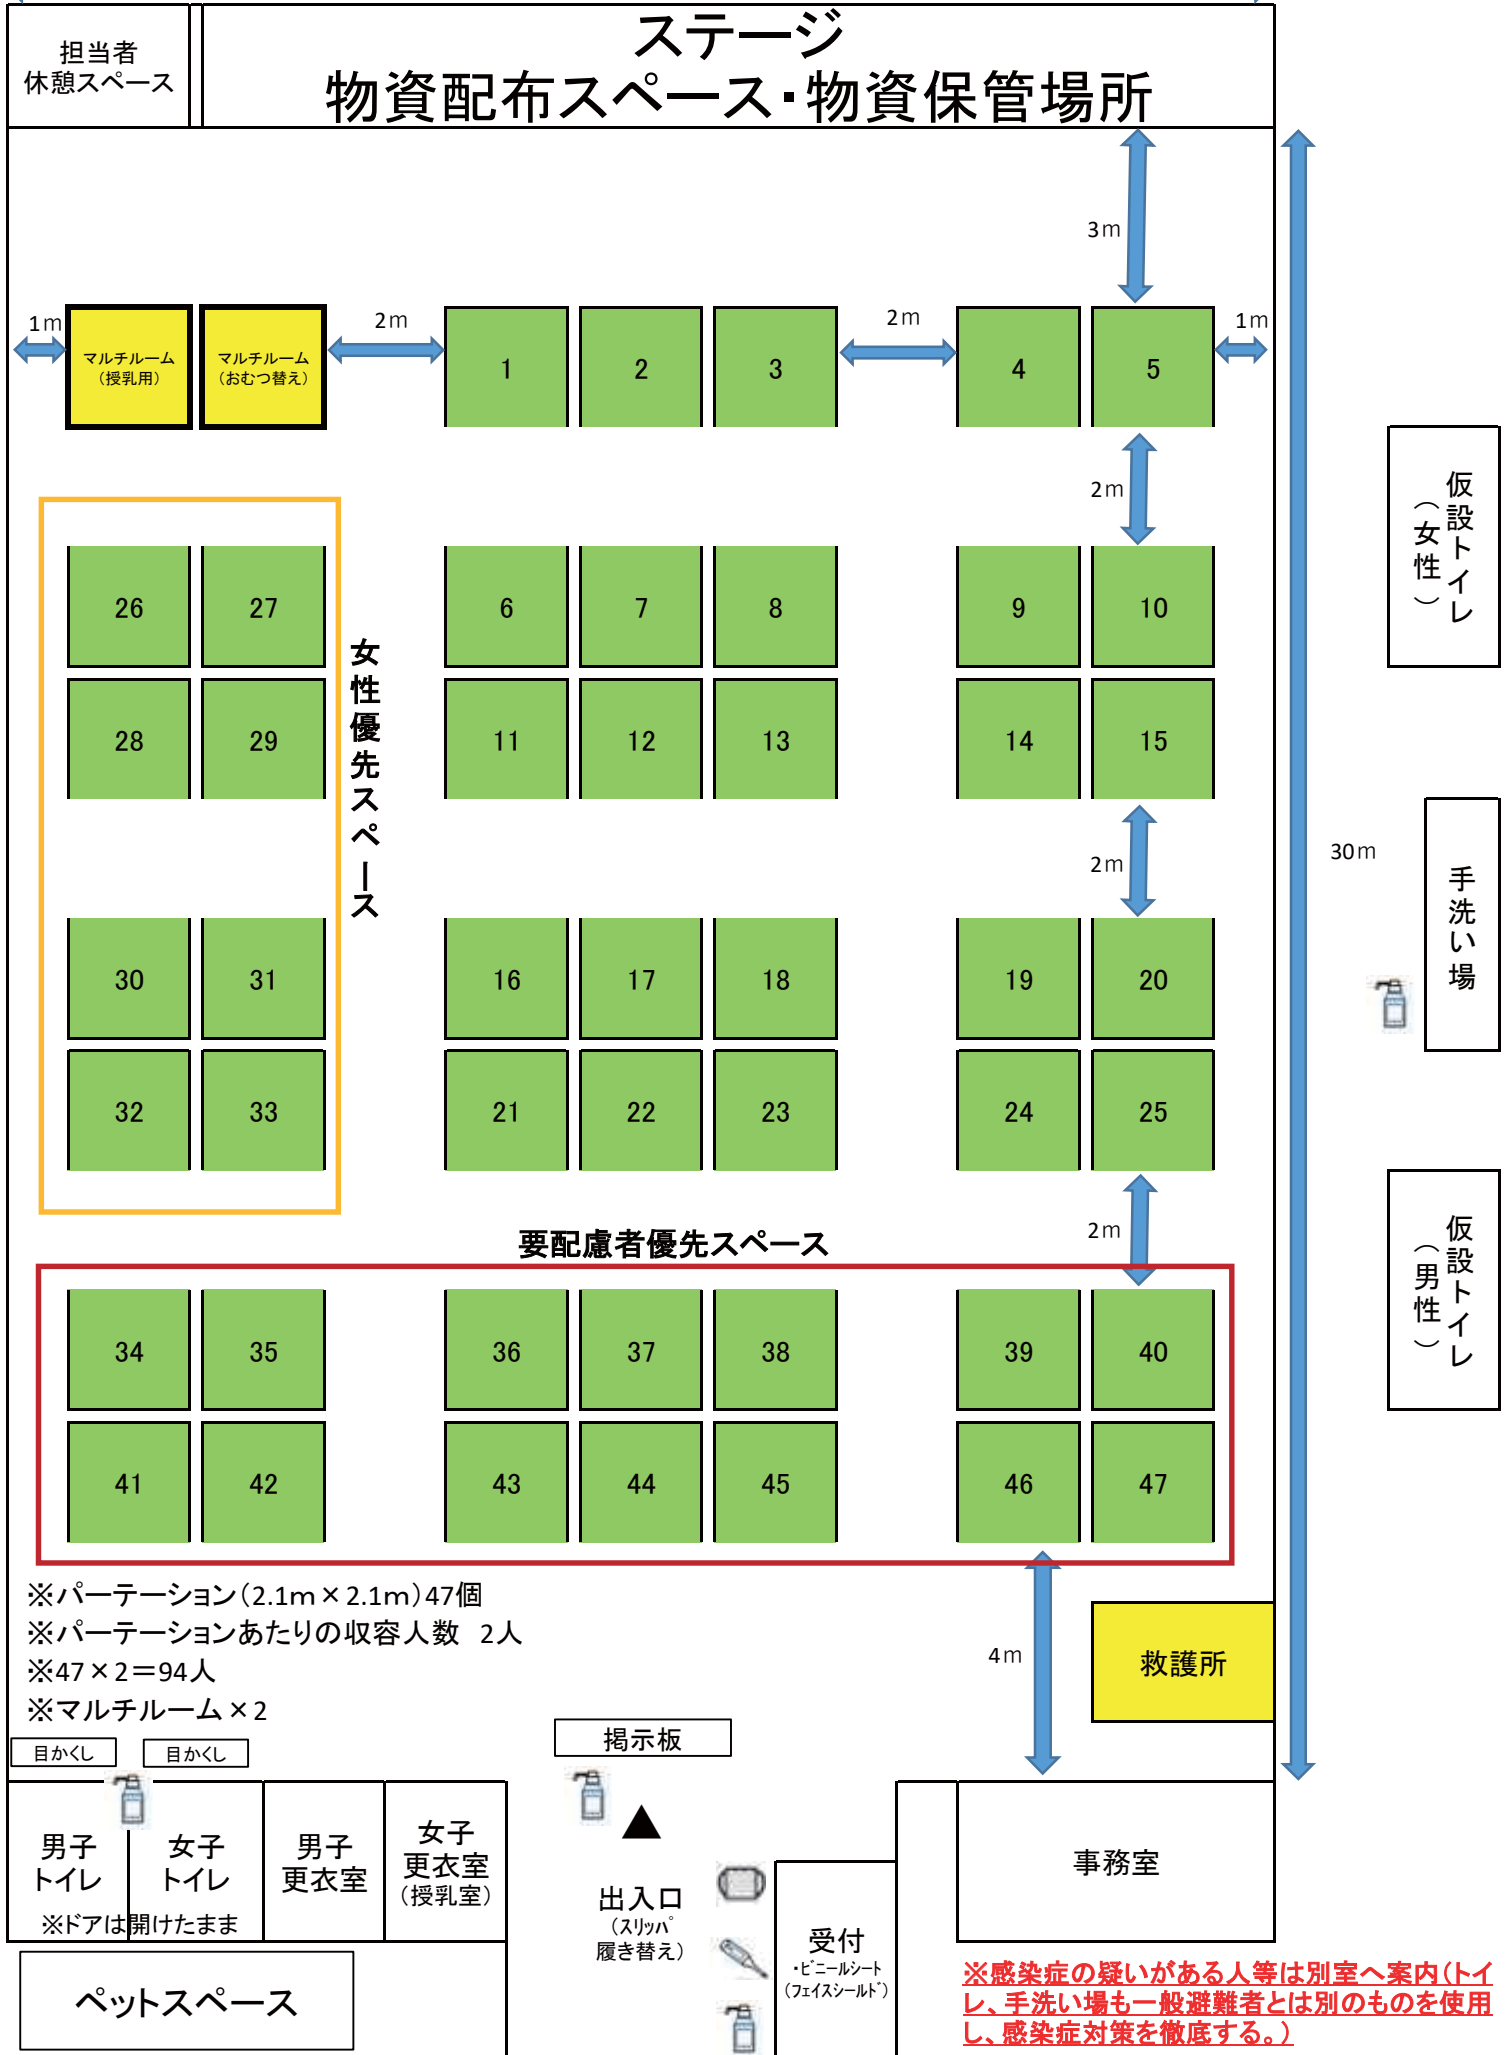 担当者
休憩スペース
ステージ
物資配布スペース・物資保管場所
3m
1m
マルチルーム
（授乳用）
マルチルーム
（おむつ替え）
2m
1
2
3
2m
4
5
1m
2m
仮設トイレ
（女性）
26
27
6
7
8
9
10
女性優先スペース
28
29
11
12
13
14
15
2m
30m
手洗い場
30
31
16
17
18
19
20
32
33
21
22
23
24
25
2m
仮設トイレ
（男性）
要配慮者優先スペース
34
35
36
37
38
39
40
41
42
43
44
45
46
47
※パーテーション（2.1m×2.1m）47個
※パーテーションあたりの収容人数 2人
※47×2＝94人
※マルチルーム×2
4m
救護所
目かくし
目かくし
掲示板
男子
トイレ
女子
トイレ
※ドアは開けたまま
男子
更衣室
女子
更衣室
（授乳室）
▲
出入口
（スリッパ
履き替え）
受付
・ビニールシート
（フェイスシールド）
事務室
ペットスペース
※感染症の疑いがある人等は別室へ案内（トイ
レ、手洗い場も一般避難者とは別のものを使用
し、感染症対策を徹底する。）